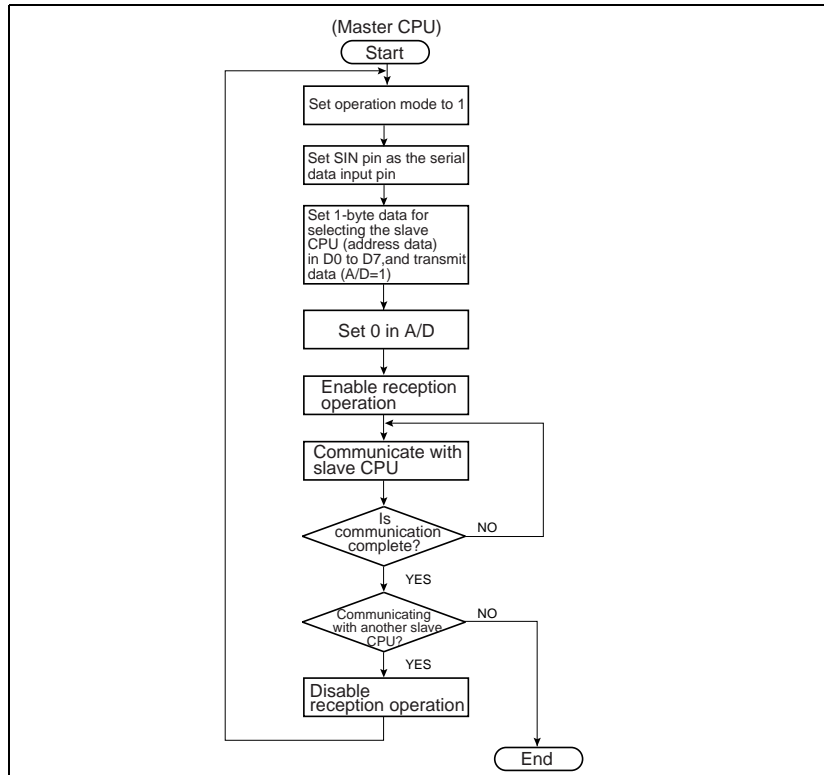 (Master CPU)
Start
Set operation mode to 1
Set SIN pin as the serial
data input pin
Set 1-byte data for
selecting the slave
CPU (address data)
in D0 to D7,and transmit
data (A/D=1)
Set 0 in A/D
Enable reception
operation
Communicate with
slave CPU
Is
communication
complete?
NO
YES
Communicating
with another slave
CPU?
NO
YES
Disable
reception operation
End